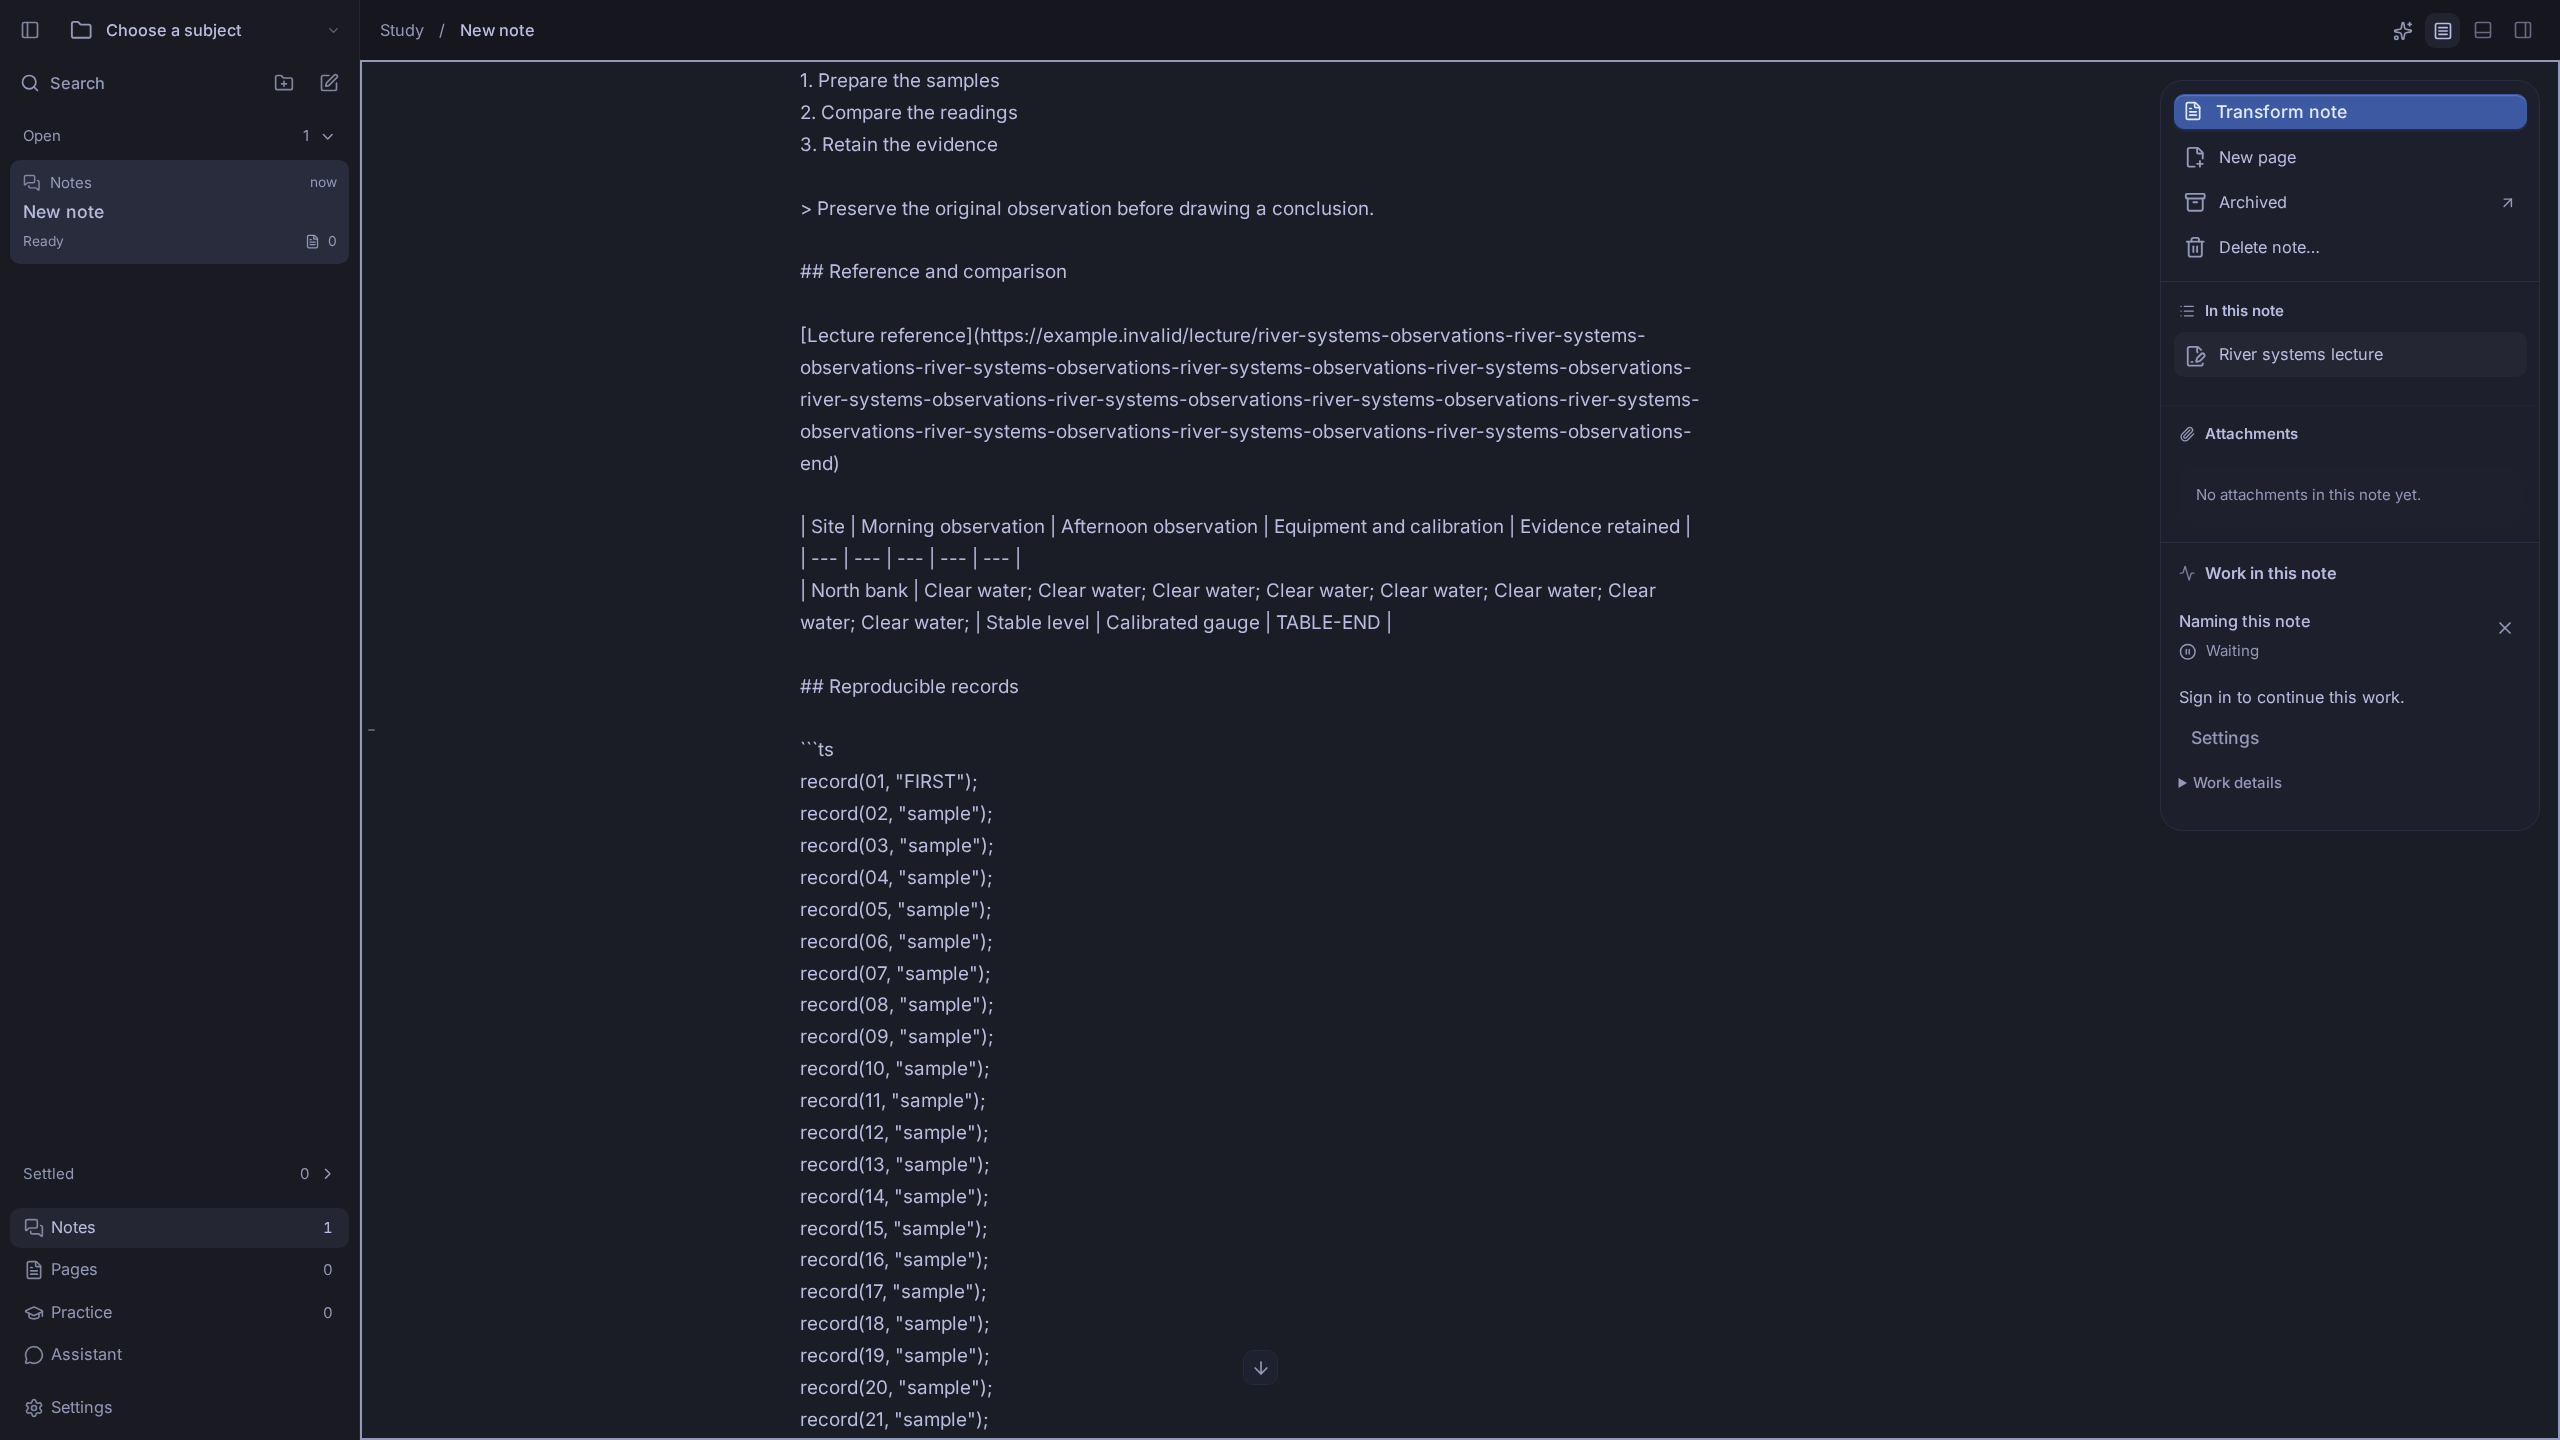 Choose a subject
Search
Open 1
Notes now
New note
Ready 0
Settled 0
Notes 1
Pages 0
Practice 0
Assistant
Settings
Study / New note
1. Prepare the samples
2. Compare the readings
3. Retain the evidence
> Preserve the original observation before drawing a conclusion.
## Reference and comparison
[Lecture reference](https://example.invalid/lecture/river-systems-observations-river-systems-
observations-river-systems-observations-river-systems-observations-river-systems-observations-
river-systems-observations-river-systems-observations-river-systems-observations-river-systems-
observations-river-systems-observations-river-systems-observations-river-systems-observations-
end)
| Site | Morning observation | Afternoon observation | Equipment and calibration | Evidence retained |
| --- | --- | --- | --- | --- |
| North bank | Clear water; Clear water; Clear water; Clear water; Clear water; Clear water; Clear
water; Clear water; | Stable level | Calibrated gauge | TABLE-END |
## Reproducible records
```ts
record(01, "FIRST");
record(02, "sample");
record(03, "sample");
record(04, "sample");
record(05, "sample");
record(06, "sample");
record(07, "sample");
record(08, "sample");
record(09, "sample");
record(10, "sample");
record(11, "sample");
record(12, "sample");
record(13, "sample");
record(14, "sample");
record(15, "sample");
record(16, "sample");
record(17, "sample");
record(18, "sample");
record(19, "sample");
record(20, "sample");
record(21, "sample");
Transform note
New page
Archived
Delete note...
In this note
River systems lecture
Attachments
No attachments in this note yet.
Work in this note
Naming this note
Waiting
Sign in to continue this work.
Settings
Work details